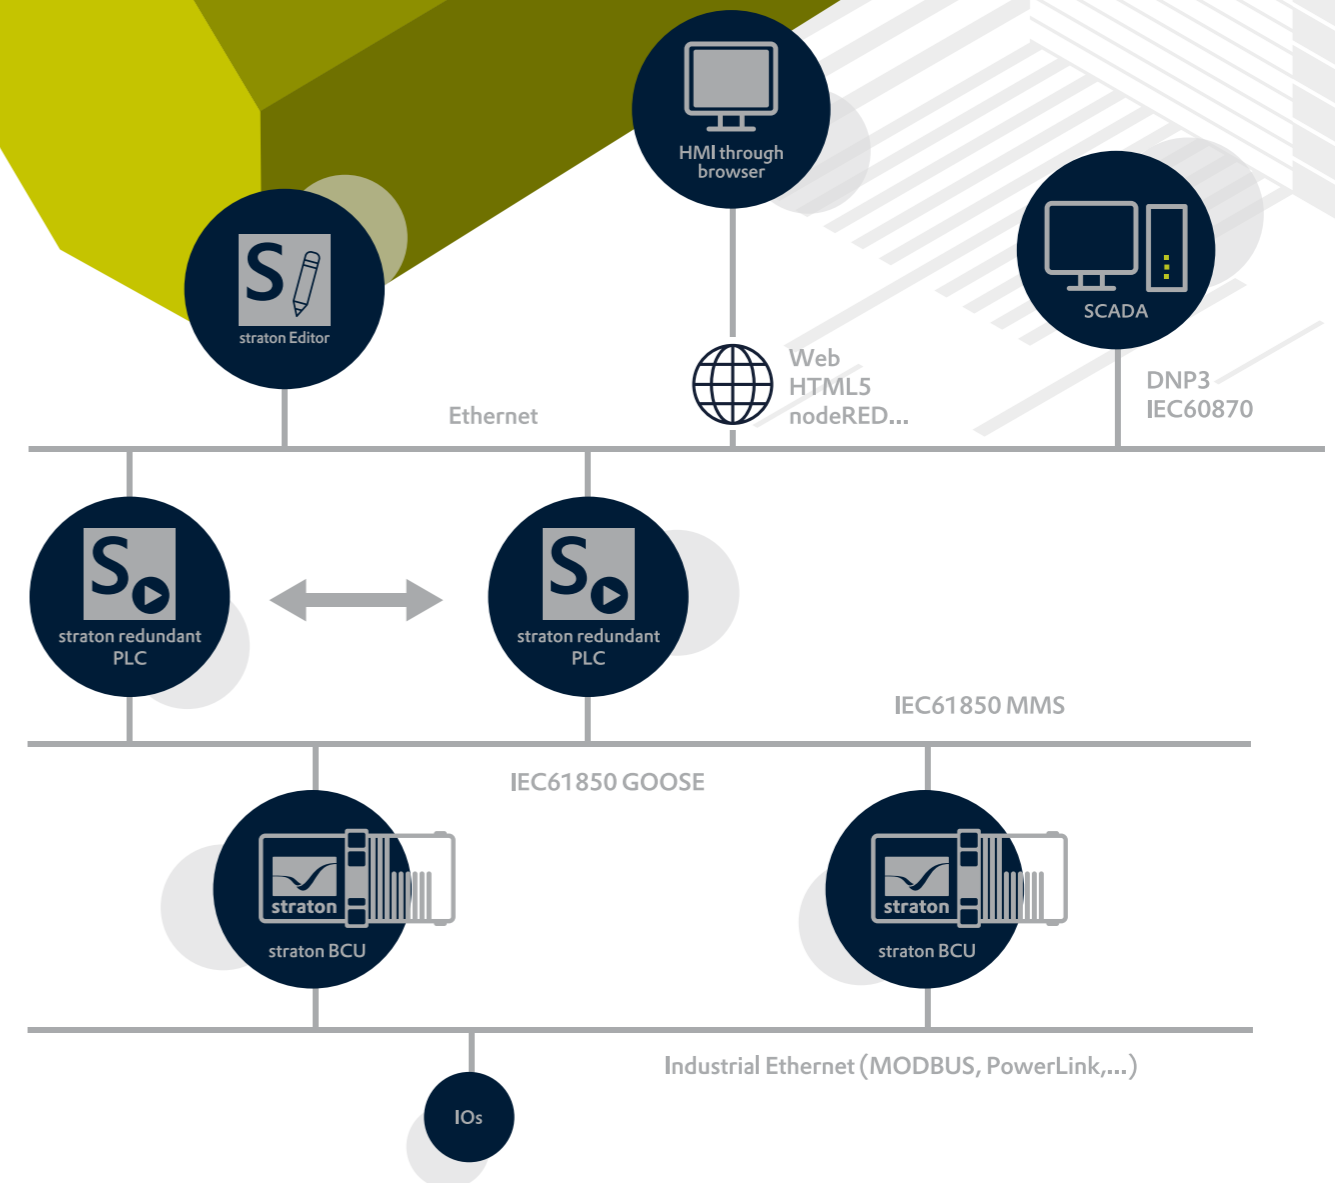 HMI through
browser
SCADA
S
straton Editor
Web
HTML5
nodeRED...
DNP3
IEC60870
Ethernet
S
straton redundant
PLC
S
straton redundant
PLC
IEC61850 MMS
IEC61850 GOOSE
straton
straton BCU
straton
straton BCU
Industrial Ethernet (MODBUS, PowerLink,...)
IOs